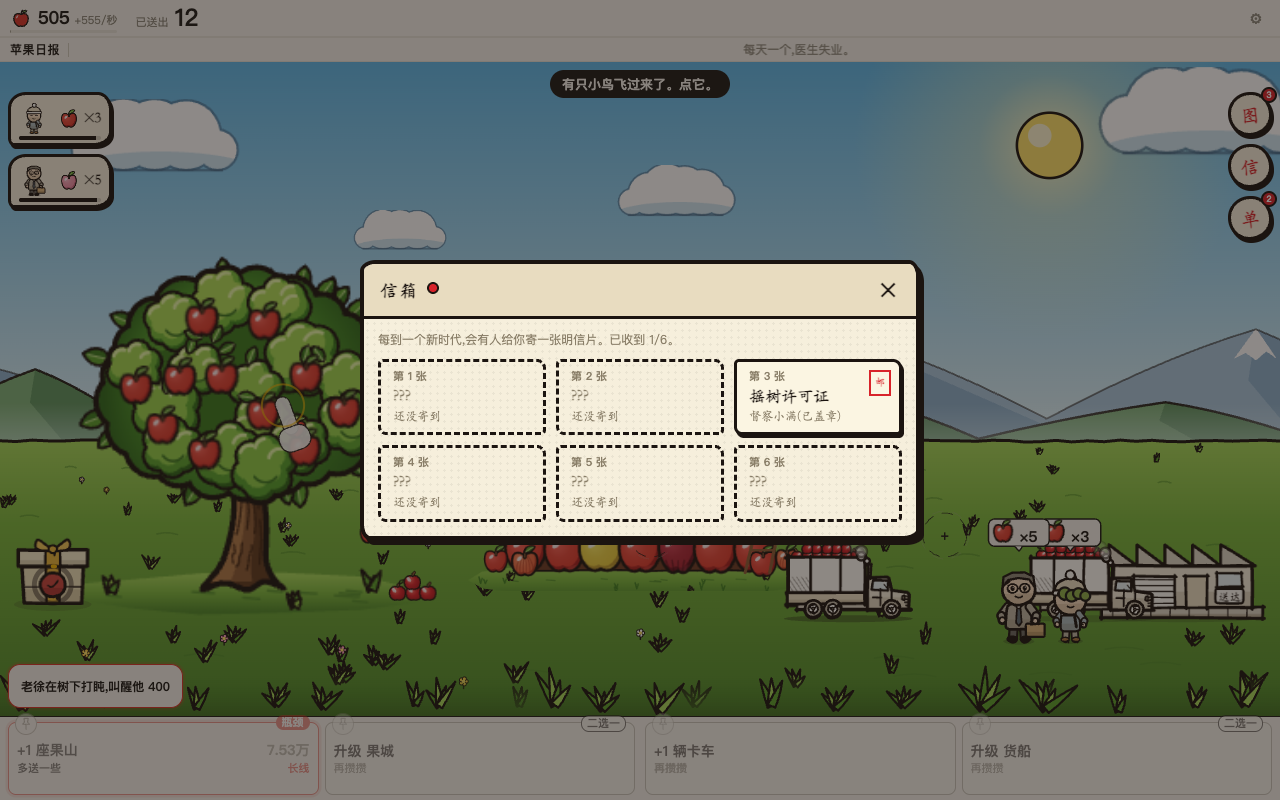 505 +555/秒 已送出 12
苹果日报 每天一个,医生失业。
有只小鸟飞过来了。点它。
×3
×5
图 3
信
单 2
信箱
每到一个新时代,会有人给你寄一张明信片。已收到 1/6。
第 1 张
???
还没寄到
第 2 张
???
还没寄到
第 3 张
摇树许可证
督察小满(已盖章)
邮
第 4 张
???
还没寄到
第 5 张
???
还没寄到
第 6 张
???
还没寄到
×5 ×3
送达
老徐在树下打盹,叫醒他 400
瓶颈
+1 座果山 7.53万
多送一些 长线
二选一
升级 果城
再攒攒
+1 辆卡车
再攒攒
二选一
升级 货船
再攒攒